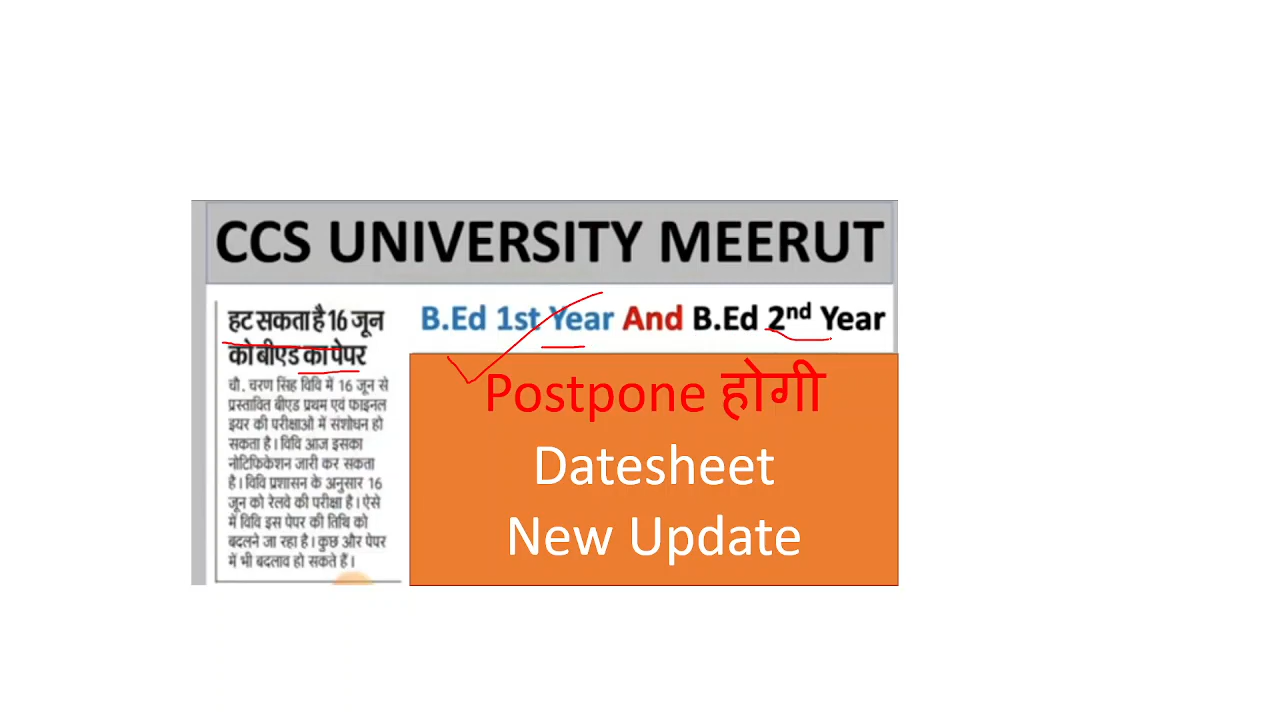 CCS UNIVERSITY MEERUT
हट सकता है 16 जून
को बीएड का पेपर
चौ. चरण सिंह विवि में 16 जून से
प्रस्तावित बीएड प्रथम एवं फाइनल
इयर की परीक्षाओं में संशोधन हो
सकता है। विवि आज इसका
नोटिफिकेशन जारी कर सकता
है। विवि प्रशासन के अनुसार 16
जून को रेलवे की परीक्षा है। ऐसे
में विवि इस पेपर की तिथि को
बदलने जा रहा है। कुछ और पेपर
में भी बदलाव हो सकते हैं।
B.Ed 1st Year And B.Ed 2nd Year
Postpone होगी
Datesheet
New Update